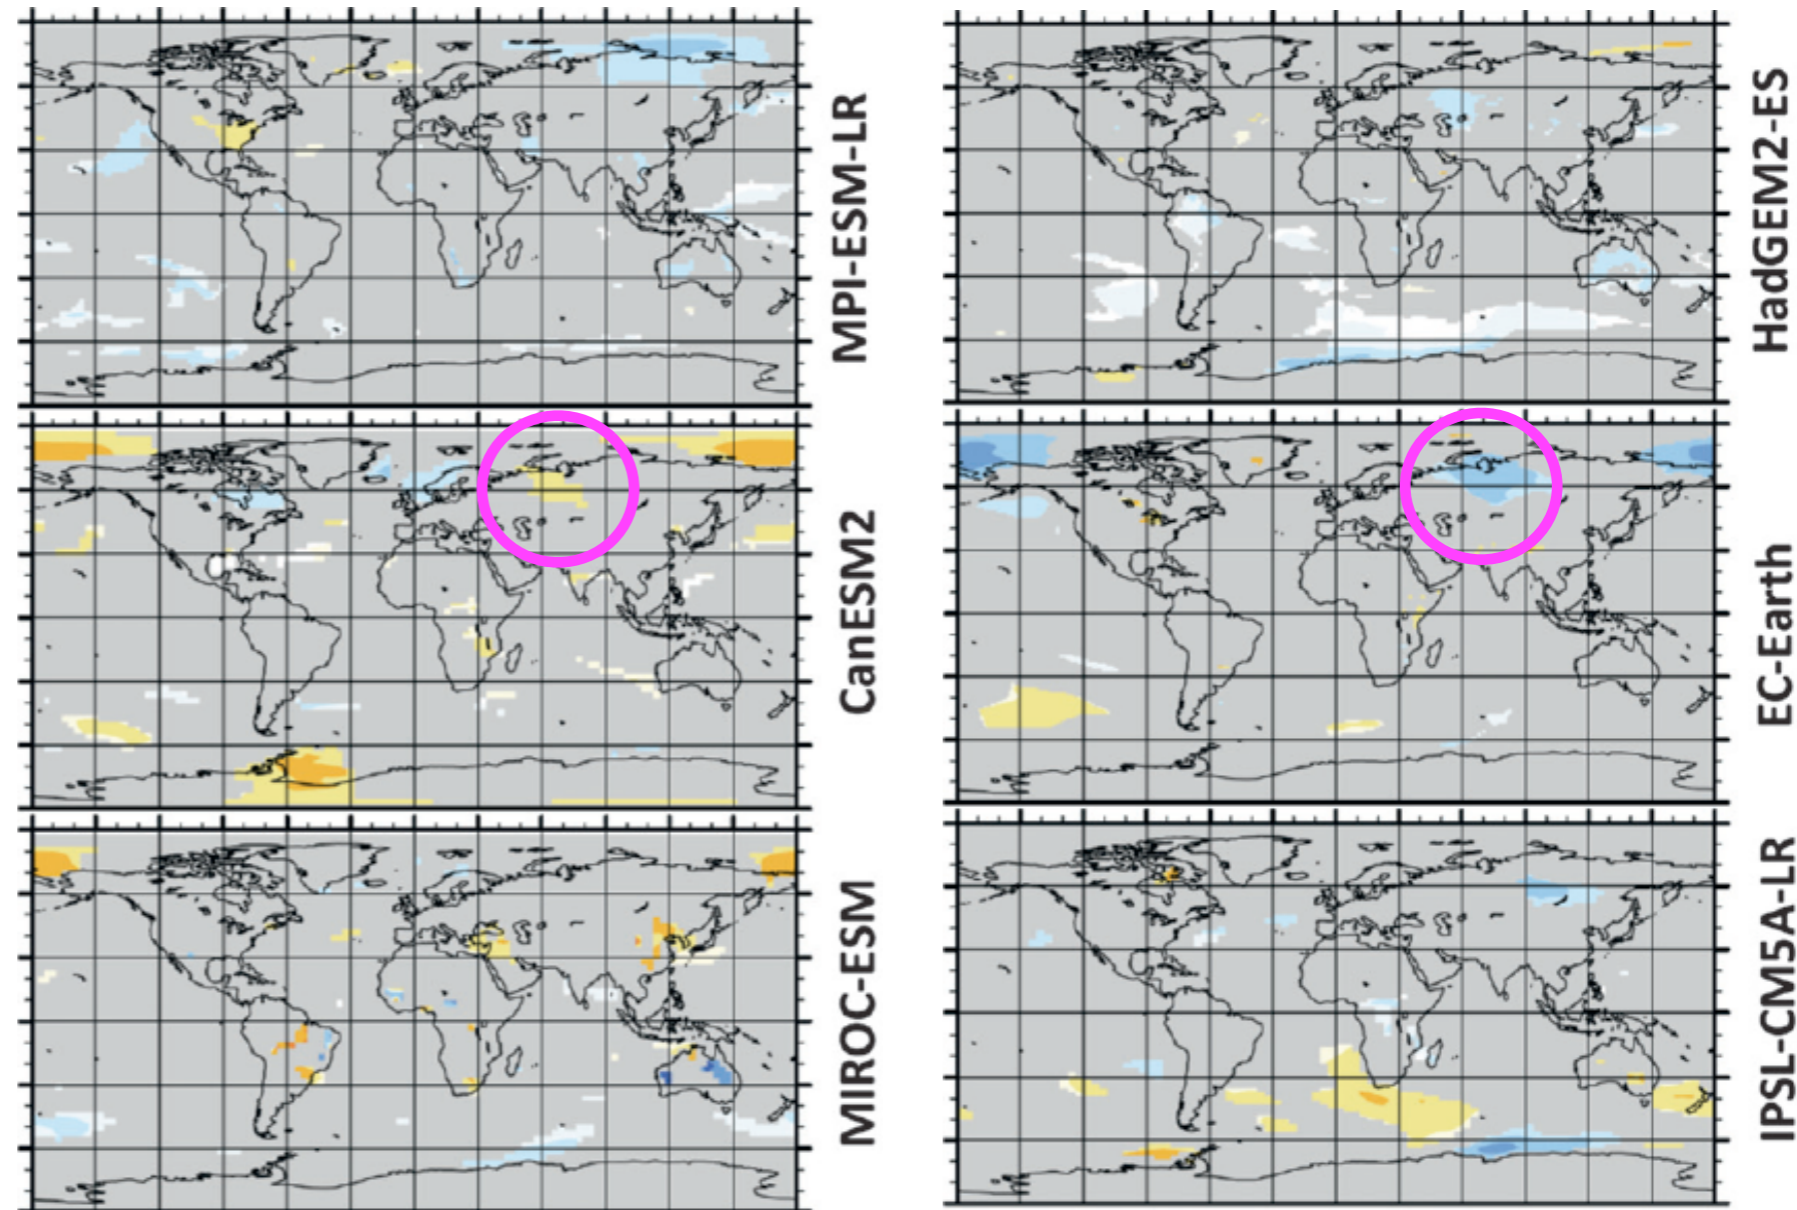 MPI-ESM-LR
HadGEM2-ES
CanESM2
EC-Earth
MIROC-ESM
IPSL-CM5A-LR